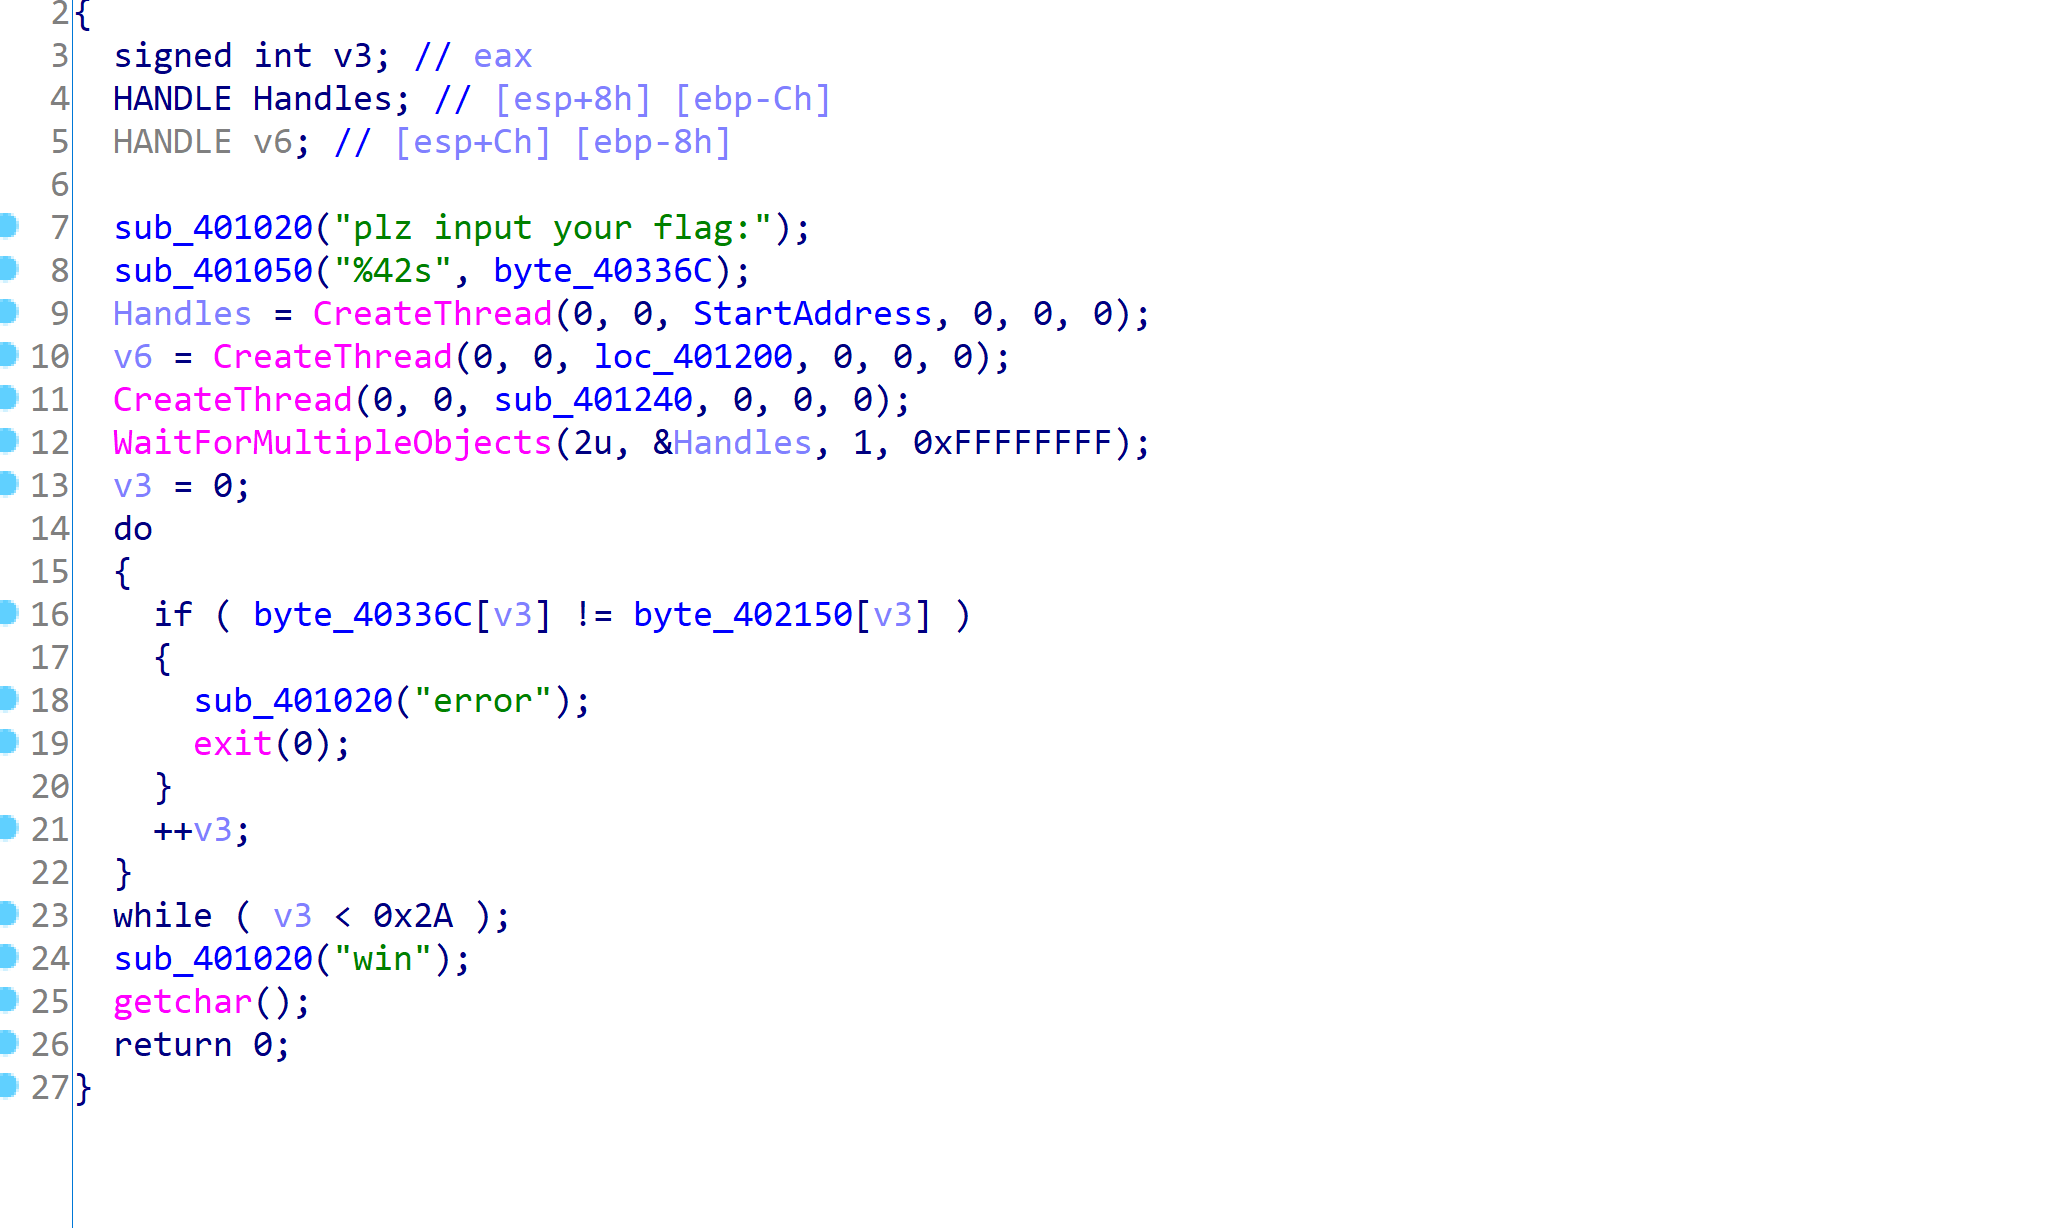 2 {
3 signed int v3; // eax
4 HANDLE Handles; // [esp+8h] [ebp-Ch]
5 HANDLE v6; // [esp+Ch] [ebp-8h]
6
7 sub_401020("plz input your flag:");
8 sub_401050("%42s", byte_40336C);
9 Handles = CreateThread(0, 0, StartAddress, 0, 0, 0);
10 v6 = CreateThread(0, 0, loc_401200, 0, 0, 0);
11 CreateThread(0, 0, sub_401240, 0, 0, 0);
12 WaitForMultipleObjects(2u, &Handles, 1, 0xFFFFFFFF);
13 v3 = 0;
14 do
15 {
16 if ( byte_40336C[v3] != byte_402150[v3] )
17 {
18 sub_401020("error");
19 exit(0);
20 }
21 ++v3;
22 }
23 while ( v3 < 0x2A );
24 sub_401020("win");
25 getchar();
26 return 0;
27 }